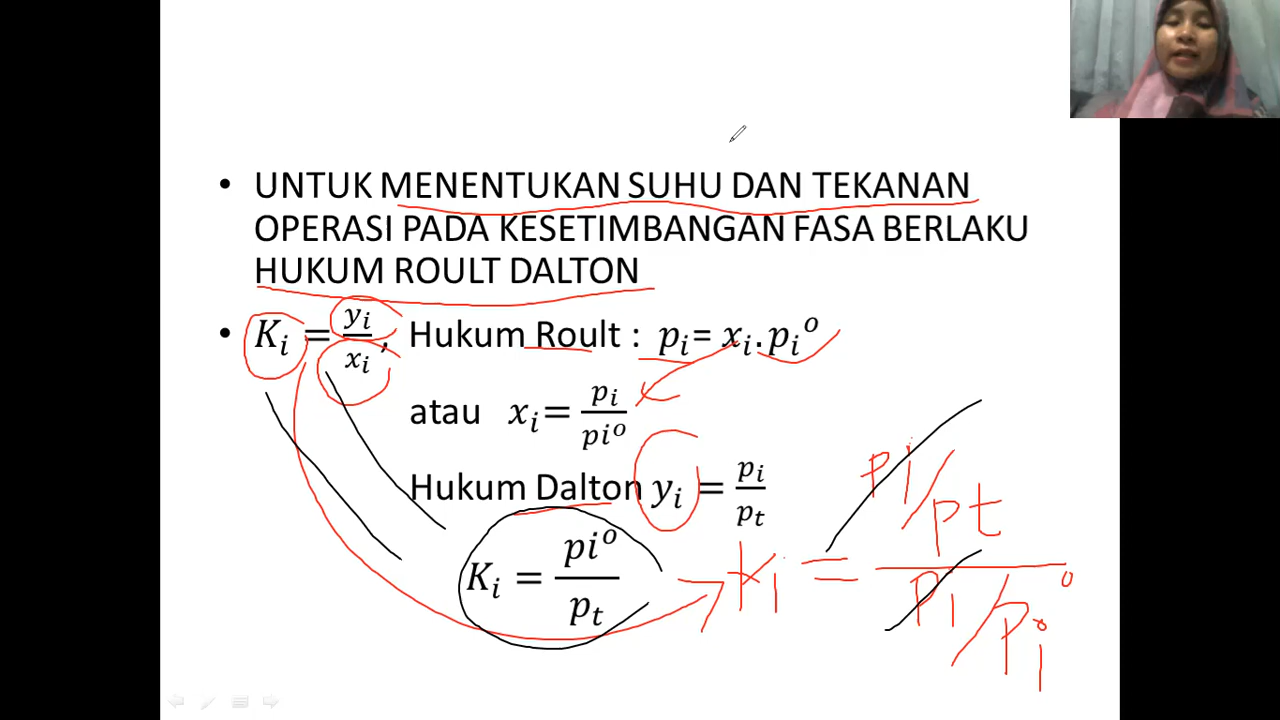 • UNTUK MENENTUKAN SUHU DAN TEKANAN
OPERASI PADA KESETIMBANGAN FASA BERLAKU
HUKUM ROULT DALTON
• Kᵢ = yᵢ/xᵢ, Hukum Roult : pᵢ= xᵢ.pᵢ°
atau xᵢ= pᵢ/pi°
Hukum Dalton yᵢ = pᵢ/pₜ
Kᵢ = pi°/pₜ
Ki = (Pi/Pt)/(Pi/Pi°)